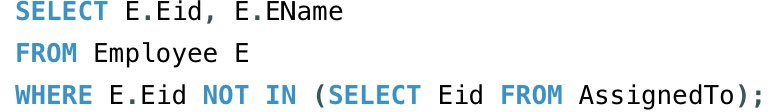 SELECT E.Eid, E.EName
FROM Employee E
WHERE E.Eid NOT IN (SELECT Eid FROM AssignedTo);